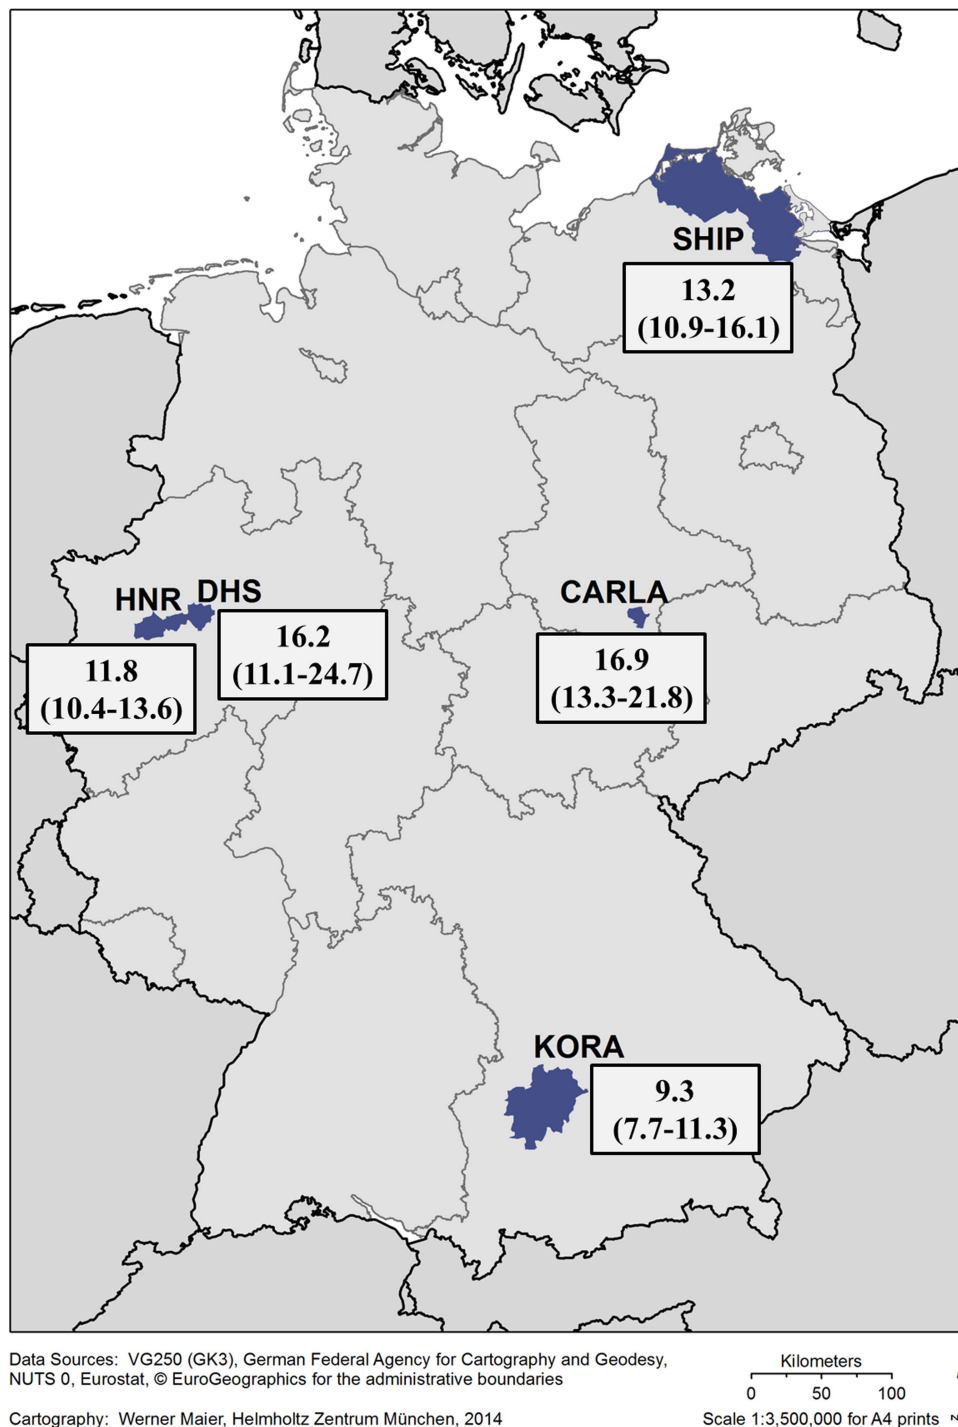 SHIP
13.2
(10.9-16.1)
HNR
DHS
16.2
(11.1-24.7)
11.8
(10.4-13.6)
CARLA
16.9
(13.3-21.8)
KORA
9.3
(7.7-11.3)
Data Sources: VG250 (GK3), German Federal Agency for Cartography and Geodesy,
NUTS 0, Eurostat, © EuroGeographics for the administrative boundaries
Cartography: Werner Maier, Helmholtz Zentrum München, 2014
Kilometers
0 50 100
Scale 1:3,500,000 for A4 prints